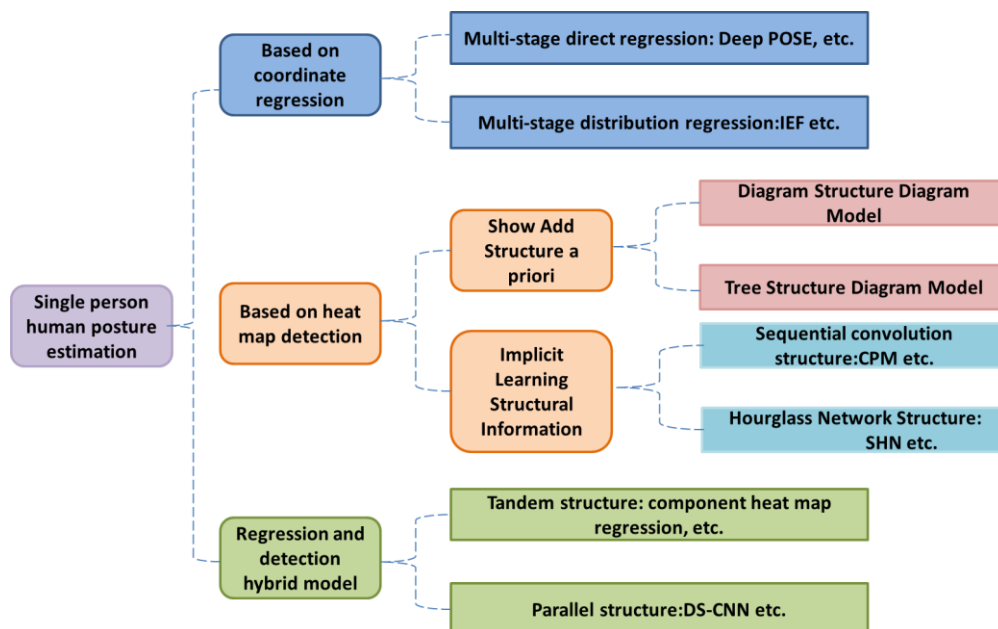 Single person
human posture
estimation
Based on
coordinate
regression
Multi-stage direct regression: Deep POSE, etc.
Multi-stage distribution regression:IEF etc.
Based on heat
map detection
Show Add
Structure a
priori
Diagram Structure Diagram
Model
Tree Structure Diagram Model
Implicit
Learning
Structural
Information
Sequential convolution
structure:CPM etc.
Hourglass Network Structure:
SHN etc.
Regression and
detection
hybrid model
Tandem structure: component heat map
regression, etc.
Parallel structure:DS-CNN etc.